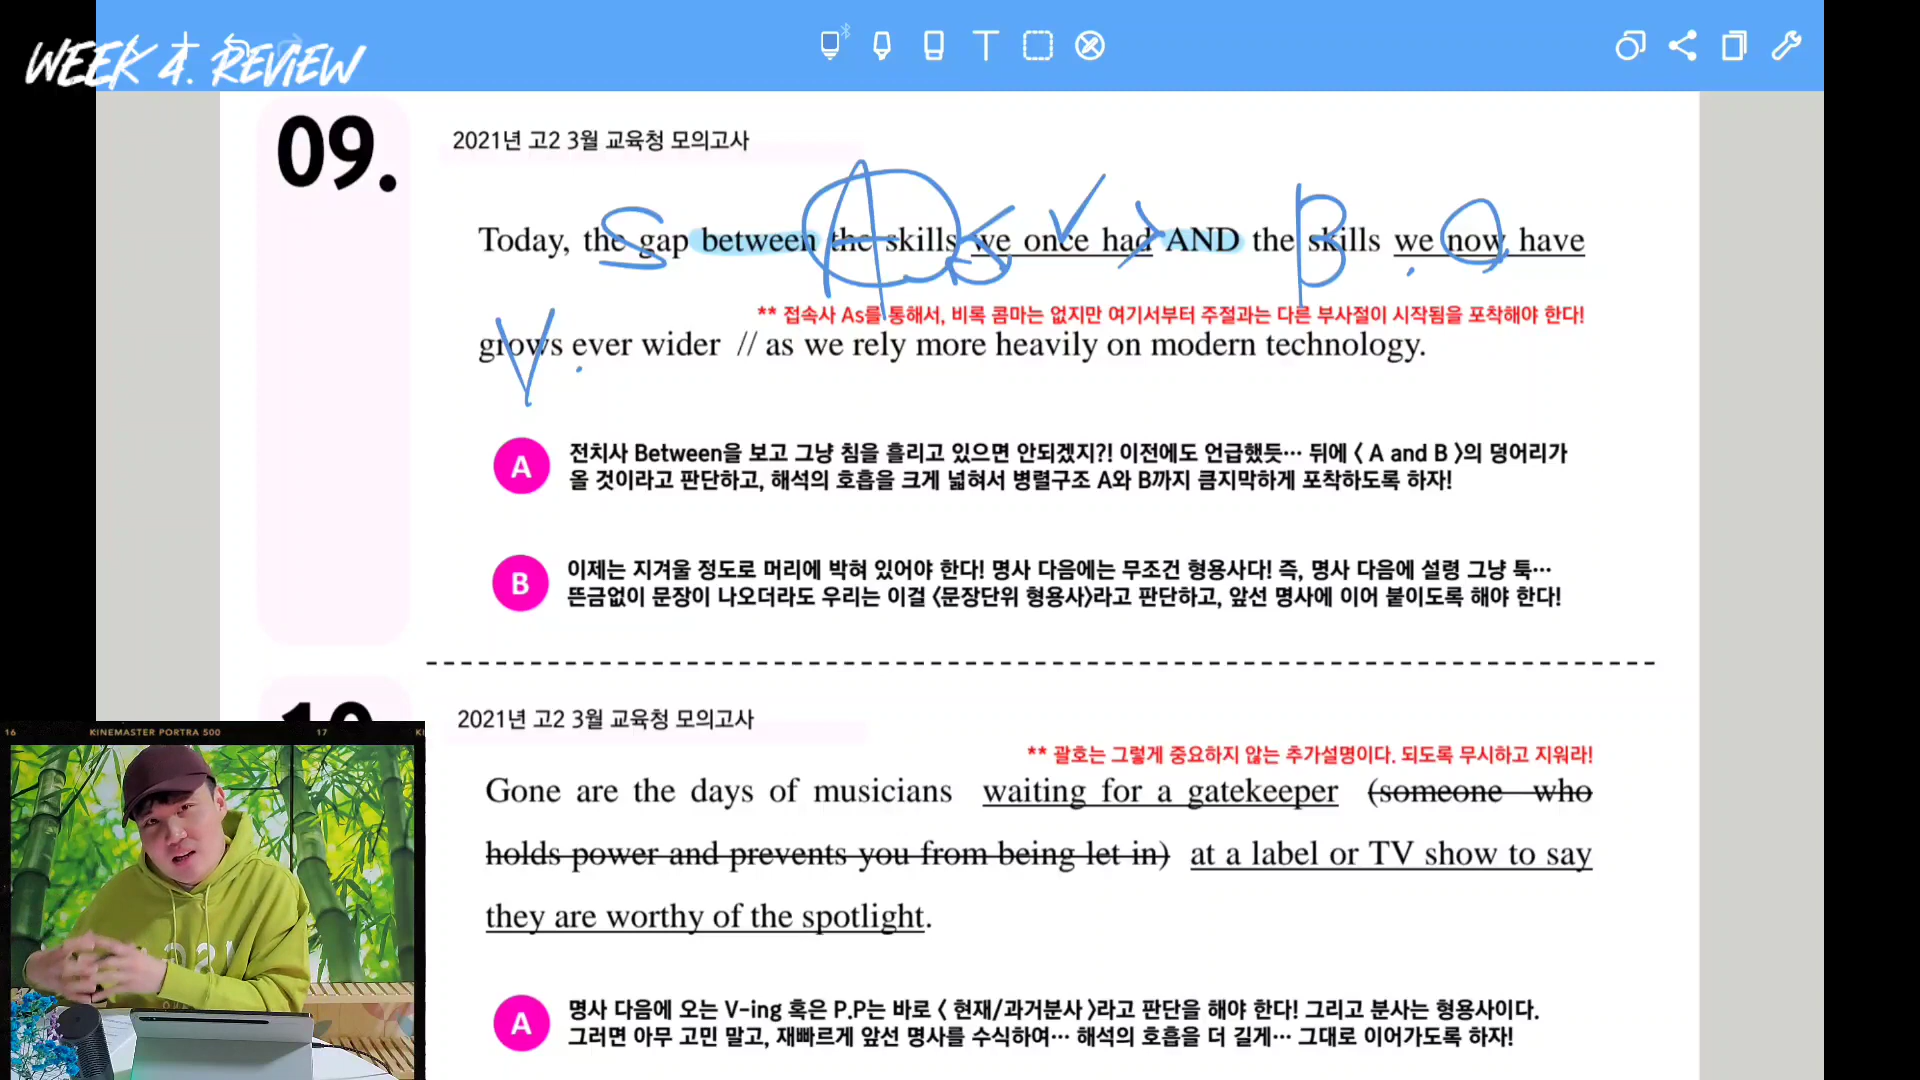 WEEK 4. REVIEW
09.
2021년 고2 3월 교육청 모의고사
Today, the gap between the skills we once had AND the skills we now have
** 접속사 As를 통해서, 비록 콤마는 없지만 여기서부터 주절과는 다른 부사절이 시작됨을 포착해야 한다!
grows ever wider // as we rely more heavily on modern technology.
S A V B V
A 전치사 Between을 보고 그냥 침을 흘리고 있으면 안되겠지?! 이전에도 언급했듯… 뒤에 < A and B >의 덩어리가
올 것이라고 판단하고, 해석의 호흡을 크게 넓혀서 병렬구조 A와 B까지 큼지막하게 포착하도록 하자!
B 이제는 지겨울 정도로 머리에 박혀 있어야 한다! 명사 다음에는 무조건 형용사다! 즉, 명사 다음에 설령 그냥 툭…
뜬금없이 문장이 나오더라도 우리는 이걸 <문장단위 형용사>라고 판단하고, 앞선 명사에 이어 붙이도록 해야 한다!
10
2021년 고2 3월 교육청 모의고사
** 괄호는 그렇게 중요하지 않는 추가설명이다. 되도록 무시하고 지워라!
Gone are the days of musicians waiting for a gatekeeper (someone who
holds power and prevents you from being let in) at a label or TV show to say
they are worthy of the spotlight.
A 명사 다음에 오는 V-ing 혹은 P.P는 바로 < 현재/과거분사 >라고 판단을 해야 한다! 그리고 분사는 형용사이다.
그러면 아무 고민 말고, 재빠르게 앞선 명사를 수식하여… 해석의 호흡을 더 길게… 그대로 이어가도록 하자!
16 KINEMASTER PORTRA 500 17 KI